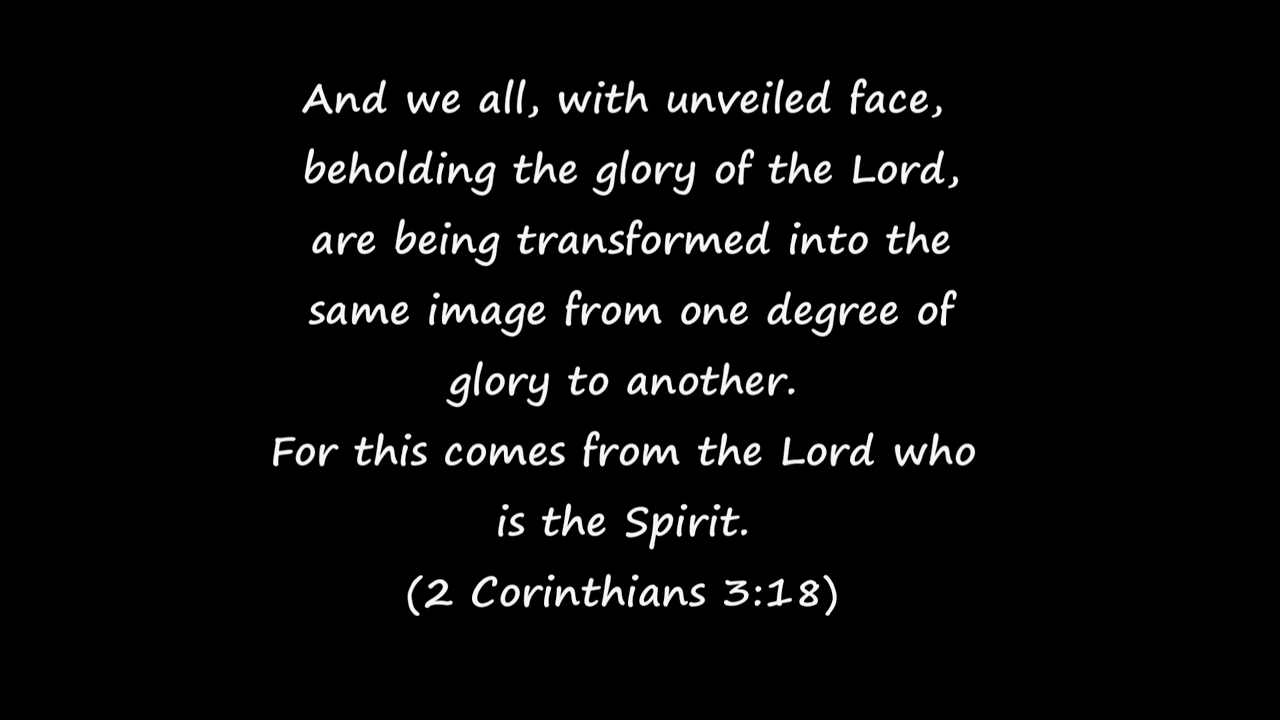 And we all, with unveiled face,
beholding the glory of the Lord,
are being transformed into the
same image from one degree of
glory to another.
For this comes from the Lord who
is the Spirit.
(2 Corinthians 3:18)